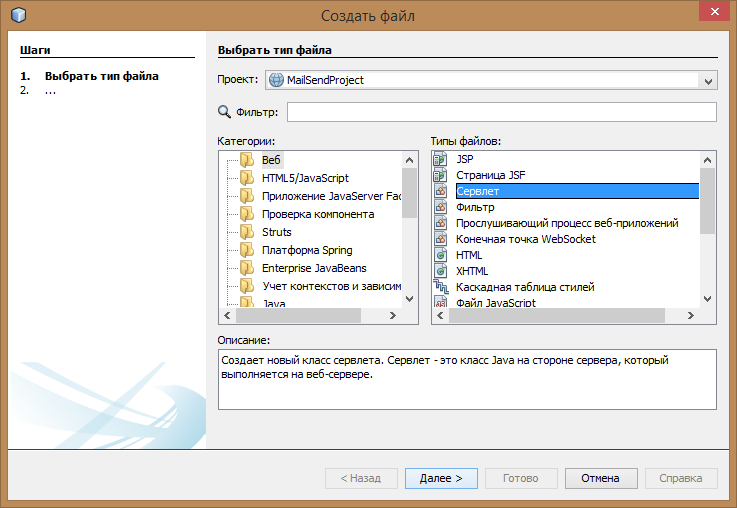 Создать файл
Шаги
1. Выбрать тип файла
2. ...
Выбрать тип файла
Проект: MailSendProject
Фильтр:
Категории:
Веб
HTML5/JavaScript
Приложение JavaServer Fac
Проверка компонента
Struts
Платформа Spring
Enterprise JavaBeans
Учет контекстов и зависим
Java
Типы файлов:
JSP
Страница JSF
Сервлет
Фильтр
Прослушивающий процесс веб-приложений
Конечная точка WebSocket
HTML
XHTML
Каскадная таблица стилей
Файл JavaScript
Описание:
Создает новый класс сервлета. Сервлет - это класс Java на стороне сервера, который
выполняется на веб-сервере.
< Назад
Далее >
Готово
Отмена
Справка